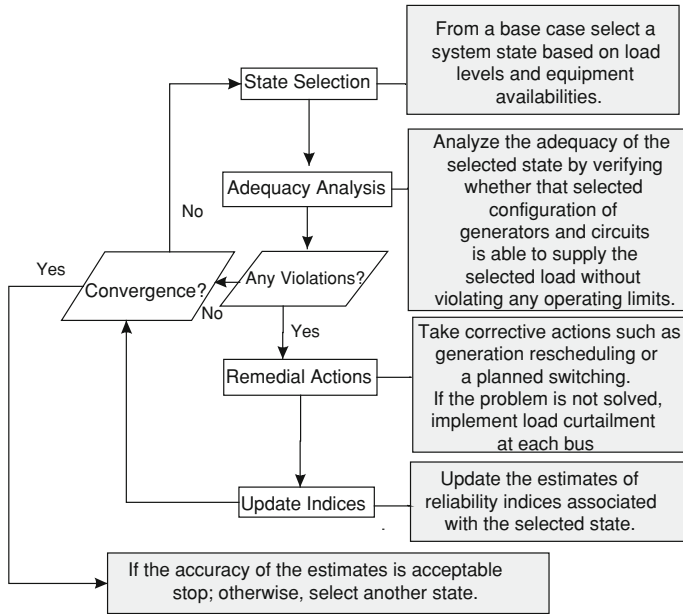 From a base case select a
system state based on load
levels and equipment
availabilities.
State Selection
Analyze the adequacy of the
selected state by verifying
whether that selected
configuration of
generators and circuits
is able to supply the
selected load without
violating any operating limits.
Adequacy Analysis
No
Yes
Convergence?
No
Any Violations?
Yes
Take corrective actions such as
generation rescheduling or
a planned switching.
If the problem is not solved,
implement load curtailment
at each bus
Remedial Actions
Update Indices
Update the estimates of
reliability indices associated
with the selected state.
If the accuracy of the estimates is acceptable
stop; otherwise, select another state.